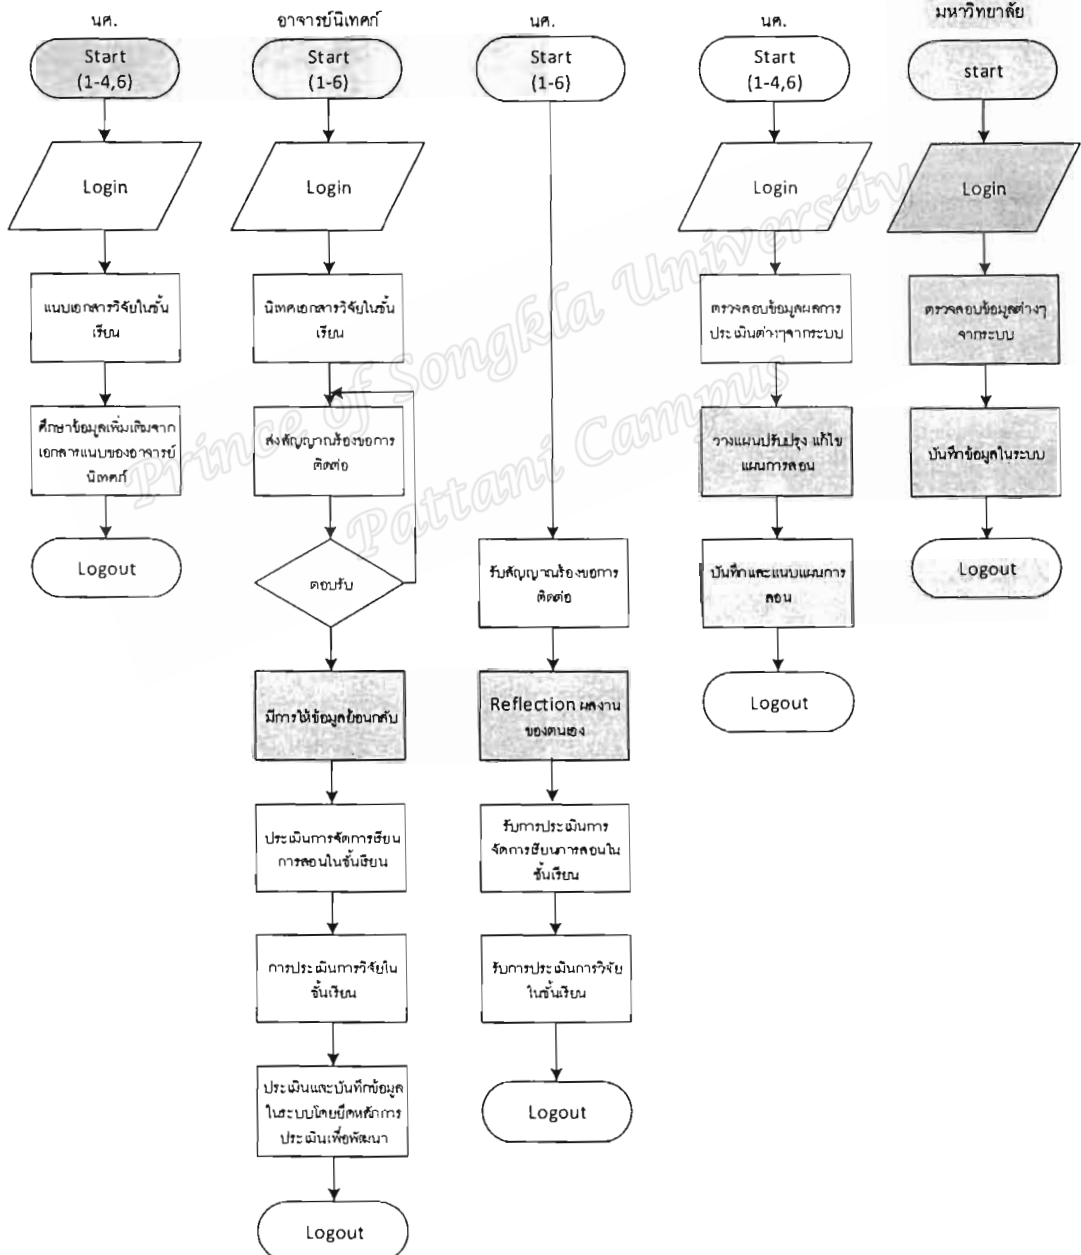 นศ.
Start
(1-4,6)
Login
แนบเอกสารวิจัยในชั้น
เรียน
ศึกษาข้อมูลเพิ่มเติมจาก
เอกสารแนบของอาจารย์
นิเทศก์
Logout
อาจารย์นิเทศก์
Start
(1-6)
Login
นิเทศเอกสารวิจัยในชั้น
เรียน
ส่งสัญญาณร้องขอการ
ติดต่อ
ตอบรับ
มีการให้ข้อมูลย้อนกลับ
ประเมินการจัดการเรียน
การสอนในชั้นเรียน
การประเมินการวิจัยใน
ชั้นเรียน
ประเมินและบันทึกข้อมูล
ในระบบโดยยึดหลักการ
ประเมินเพื่อพัฒนา
Logout
นศ.
Start
(1-6)
รับสัญญาณร้องขอการ
ติดต่อ
Reflection ผลงาน
ของตนเอง
รับการประเมินการ
จัดการเรียนการสอนใน
ชั้นเรียน
รับการประเมินการวิจัย
ในชั้นเรียน
Logout
นศ.
Start
(1-4,6)
Login
ตรวจสอบข้อมูลผลการ
ประเมินต่างๆจากระบบ
วางแผนปรับปรุง แก้ไข
แผนการสอน
บันทึกและแนบแผนการ
สอน
Logout
มหาวิทยาลัย
start
Login
ตรวจสอบข้อมูลต่างๆ
จากระบบ
บันทึกข้อมูลในระบบ
Logout
Prince of Songkla University
Pattani Campus